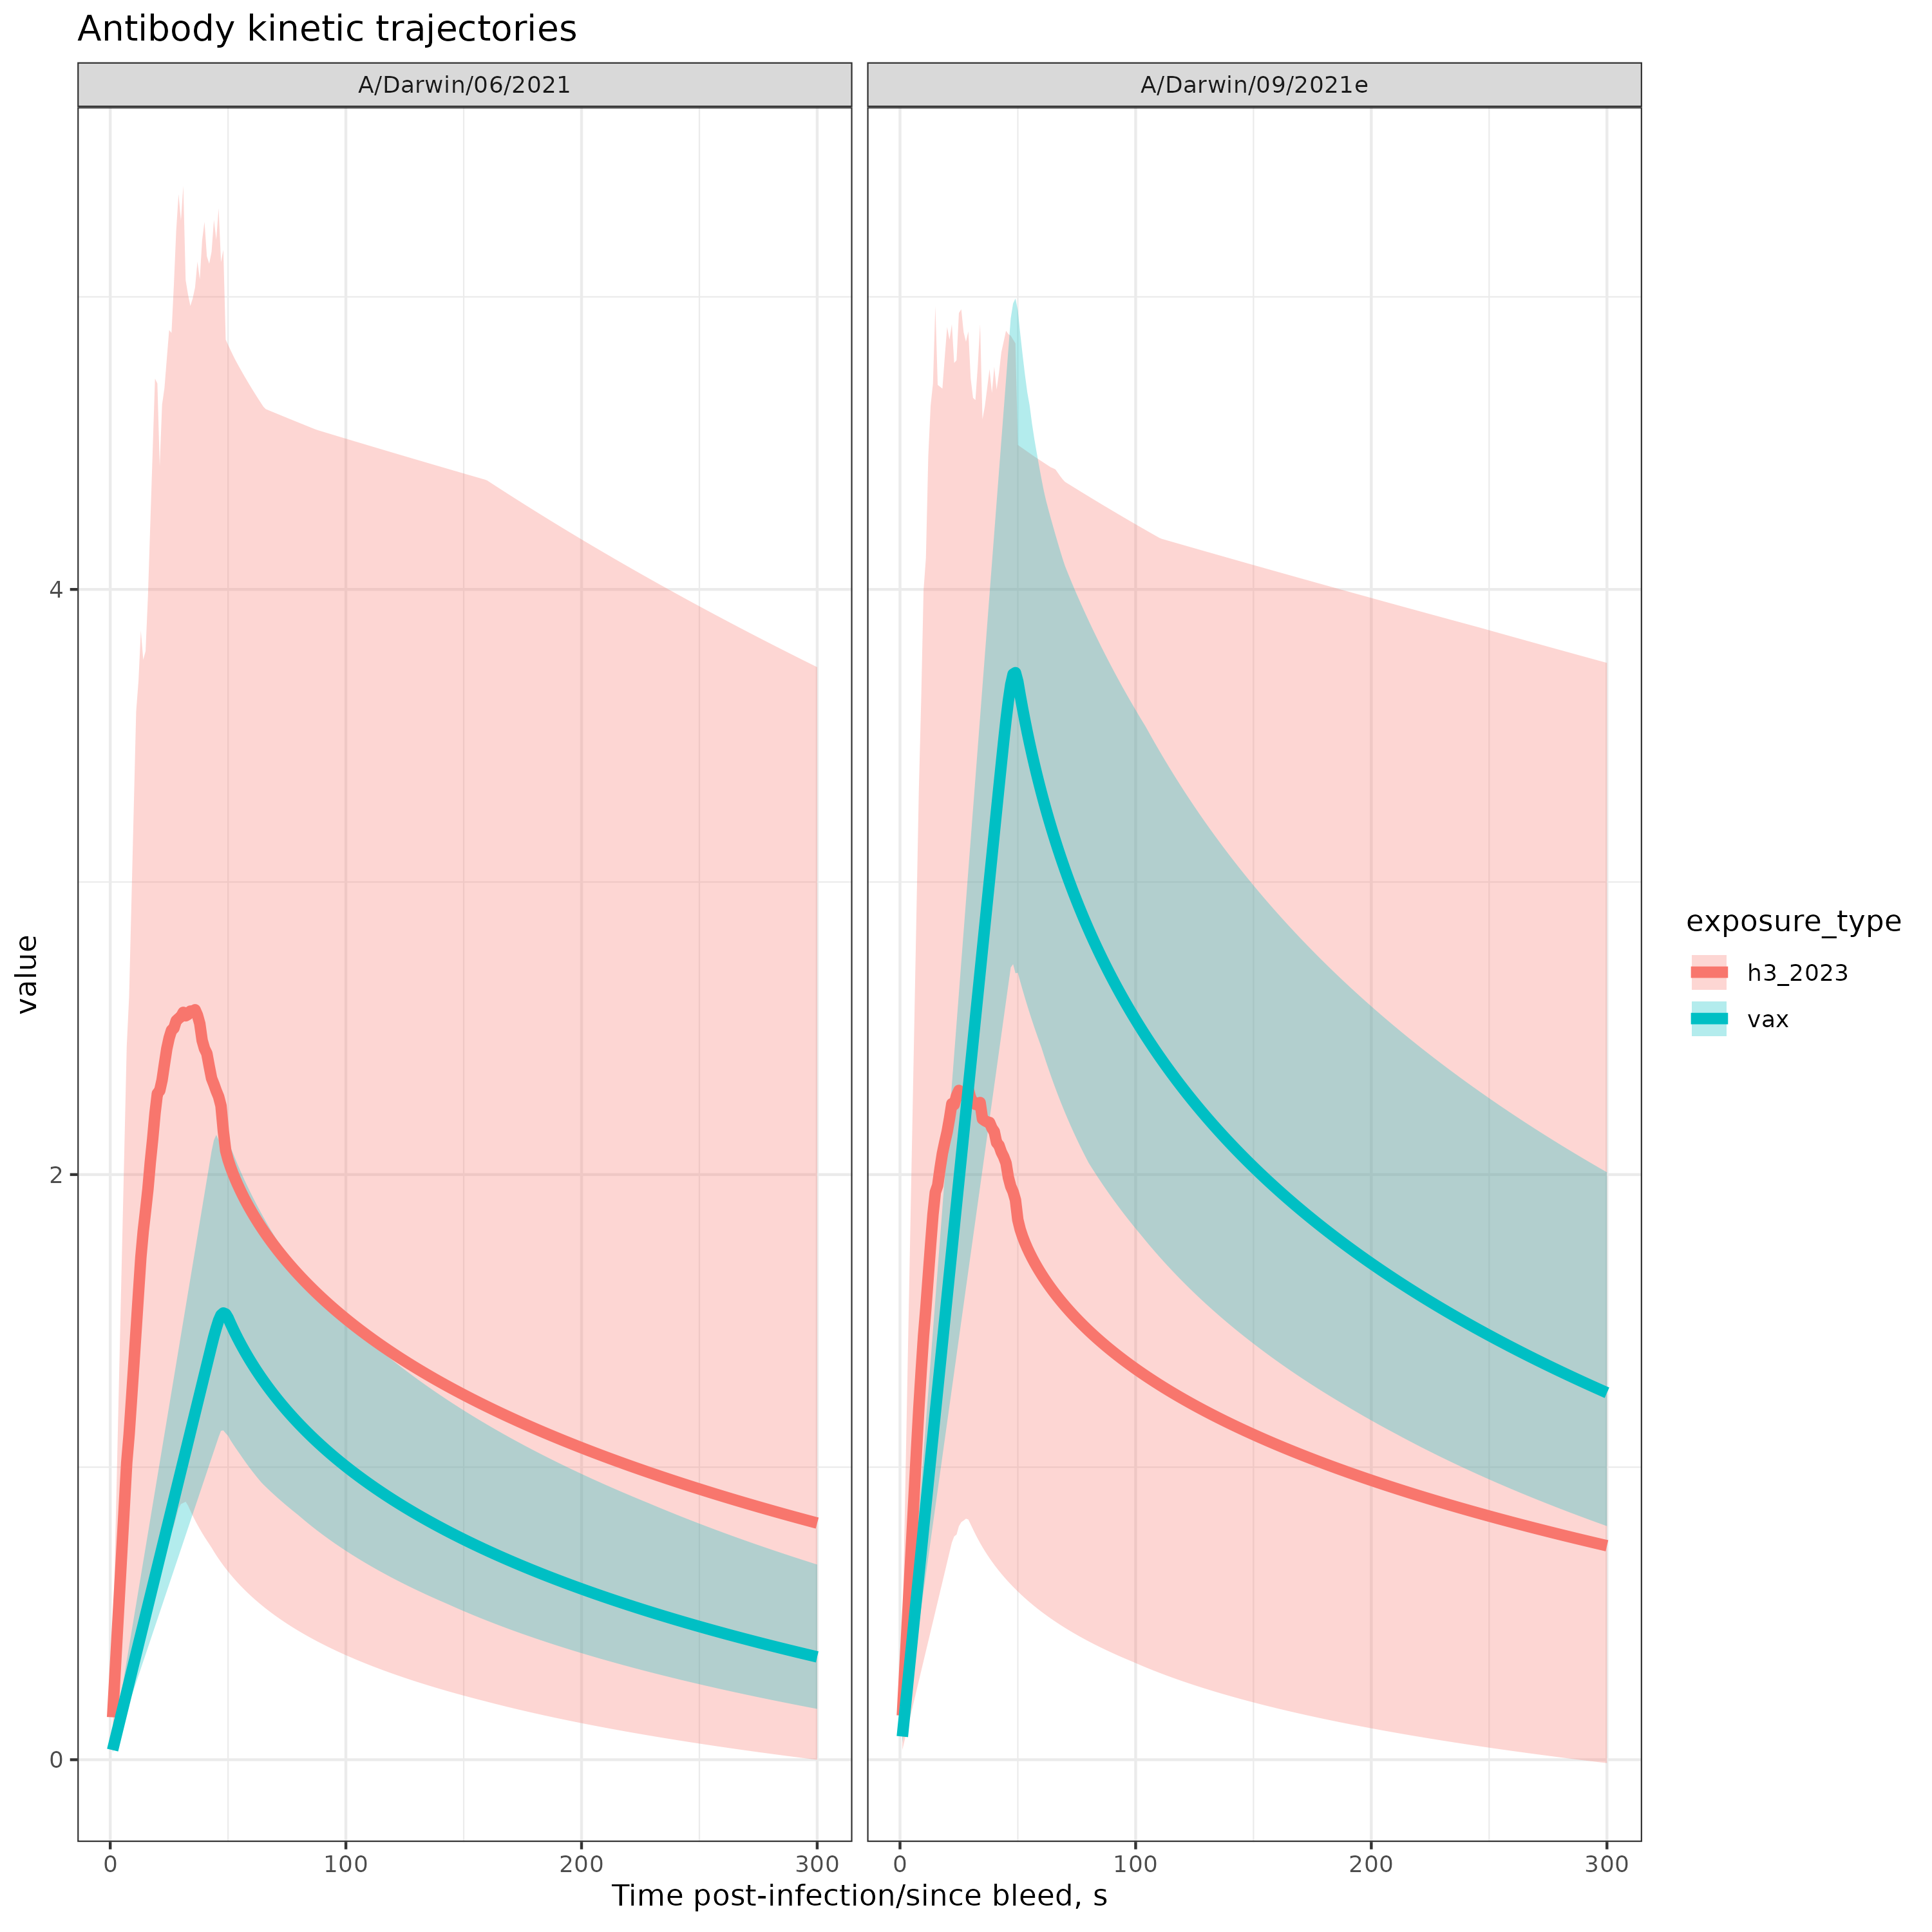 Antibody kinetic trajectories
A/Darwin/06/2021
A/Darwin/09/2021e
value
4
2
0
0 100 200 300
0 100 200 300
Time post-infection/since bleed, s
exposure_type
h3_2023
vax